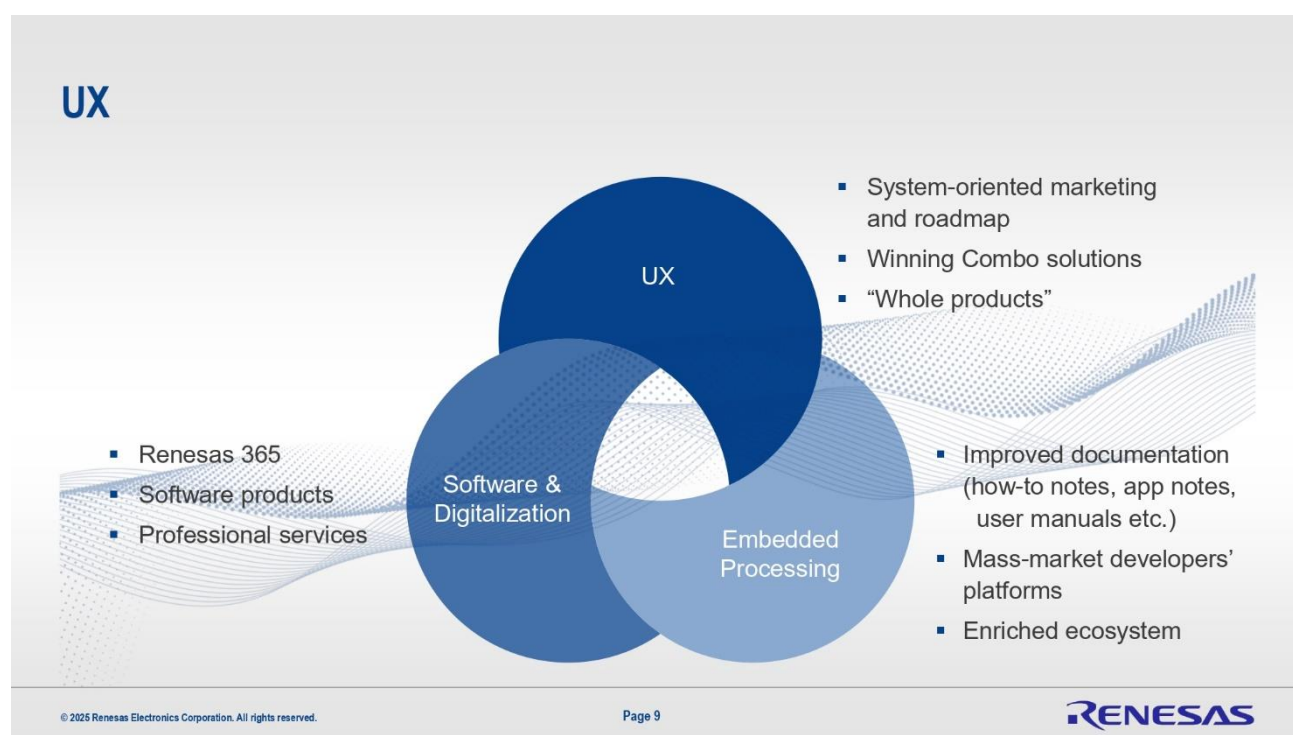 UX
UX
▪ System-oriented marketing
and roadmap
▪ Winning Combo solutions
▪ “Whole products”
▪ Renesas 365
▪ Software products
▪ Professional services
Software &
Digitalization
Embedded
Processing
▪ Improved documentation
(how-to notes, app notes,
user manuals etc.)
▪ Mass-market developers’
platforms
▪ Enriched ecosystem
© 2025 Renesas Electronics Corporation. All rights reserved.
Page 9
RENESAS